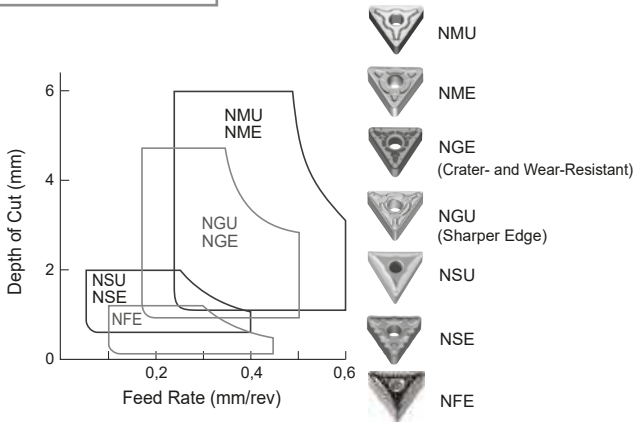 6
4
2
0
0,2
0,4
0,6
Depth of Cut (mm)
Feed Rate (mm/rev)
NMU
NME
NGU
NGE
NSU
NSE
NFE
NMU
NME
NGE
(Crater- and Wear-Resistant)
NGU
(Sharper Edge)
NSU
NSE
NFE